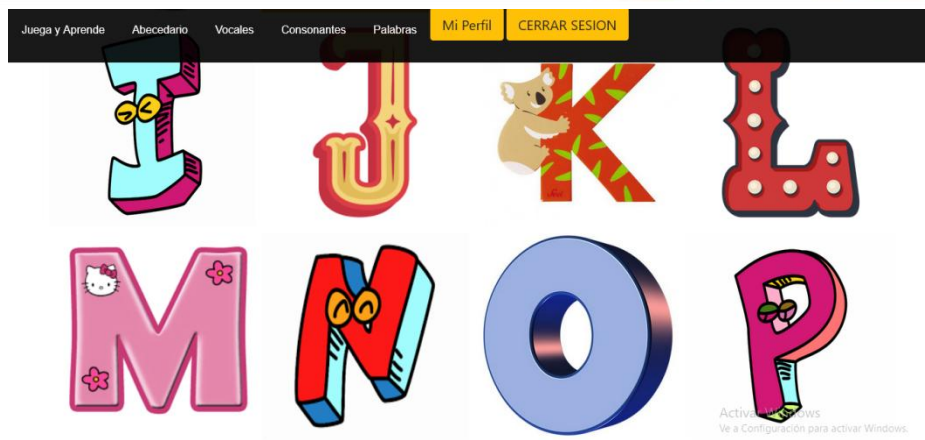 Juega y Aprende Abecedario Vocales Consonantes Palabras Mi Perfil CERRAR SESION
I J K L
M N O P
Activar Windows
Ve a Configuración para activar Windows.